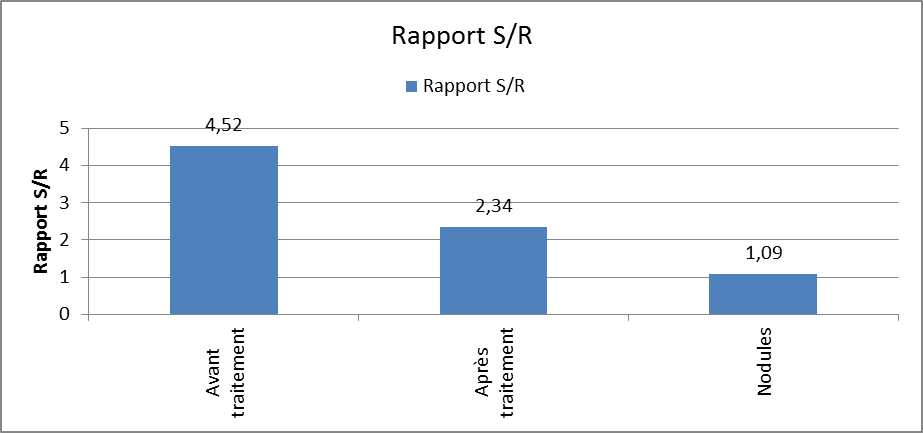 Rapport S/R
Rapport S/R
Rapport S/R
5
4
3
2
1
0
4,52
2,34
1,09
Avant
traitement
Après
traitement
Nodules